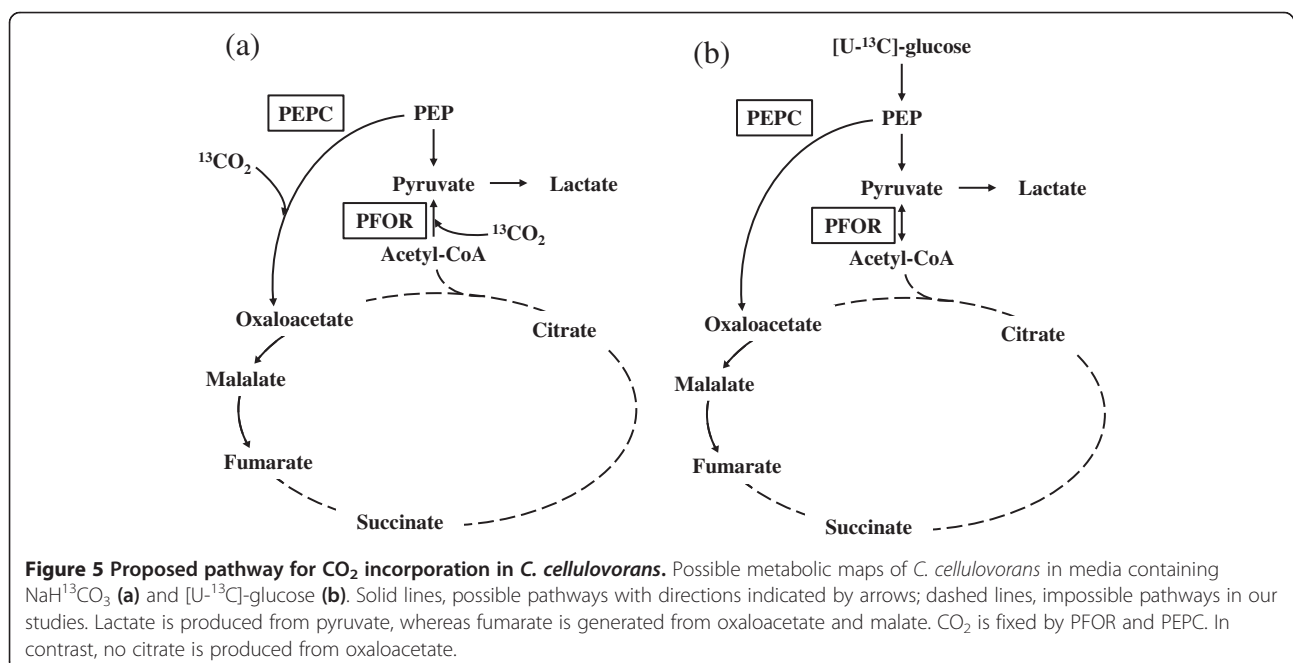 (a)
PEPC
PEP
¹³CO₂
Pyruvate
Lactate
PFOR
¹³CO₂
Acetyl-CoA
Oxaloacetate
Citrate
Malalate
Fumarate
Succinate
(b)
[U-¹³C]-glucose
PEPC
PEP
Pyruvate
Lactate
PFOR
Acetyl-CoA
Oxaloacetate
Citrate
Malalate
Fumarate
Succinate
Figure 5 Proposed pathway for CO₂ incorporation in C. cellulovorans. Possible metabolic maps of C. cellulovorans in media containing
NaH¹³CO₃ (a) and [U-¹³C]-glucose (b). Solid lines, possible pathways with directions indicated by arrows; dashed lines, impossible pathways in our
studies. Lactate is produced from pyruvate, whereas fumarate is generated from oxaloacetate and malate. CO₂ is fixed by PFOR and PEPC. In
contrast, no citrate is produced from oxaloacetate.